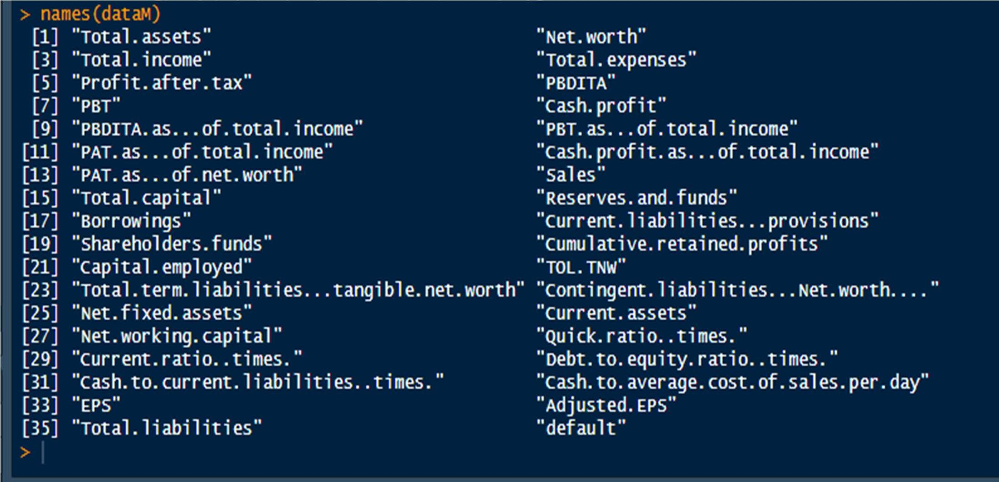 > names(dataM)
[1] "Total.assets" "Net.worth"
[3] "Total.income" "Total.expenses"
[5] "Profit.after.tax" "PBDITA"
[7] "PBT" "Cash.profit"
[9] "PBDITA.as...of.total.income" "PBT.as...of.total.income"
[11] "PAT.as...of.total.income" "Cash.profit.as...of.total.income"
[13] "PAT.as...of.net.worth" "Sales"
[15] "Total.capital" "Reserves.and.funds"
[17] "Borrowings" "Current.liabilities...provisions"
[19] "Shareholders.funds" "Cumulative.retained.profits"
[21] "Capital.employed" "TOL.TNW"
[23] "Total.term.liabilities...tangible.net.worth" "Contingent.liabilities...Net.worth...."
[25] "Net.fixed.assets" "Current.assets"
[27] "Net.working.capital" "Quick.ratio..times."
[29] "Current.ratio..times." "Debt.to.equity.ratio..times."
[31] "Cash.to.current.liabilities..times." "Cash.to.average.cost.of.sales.per.day"
[33] "EPS" "Adjusted.EPS"
[35] "Total.liabilities" "default"
>